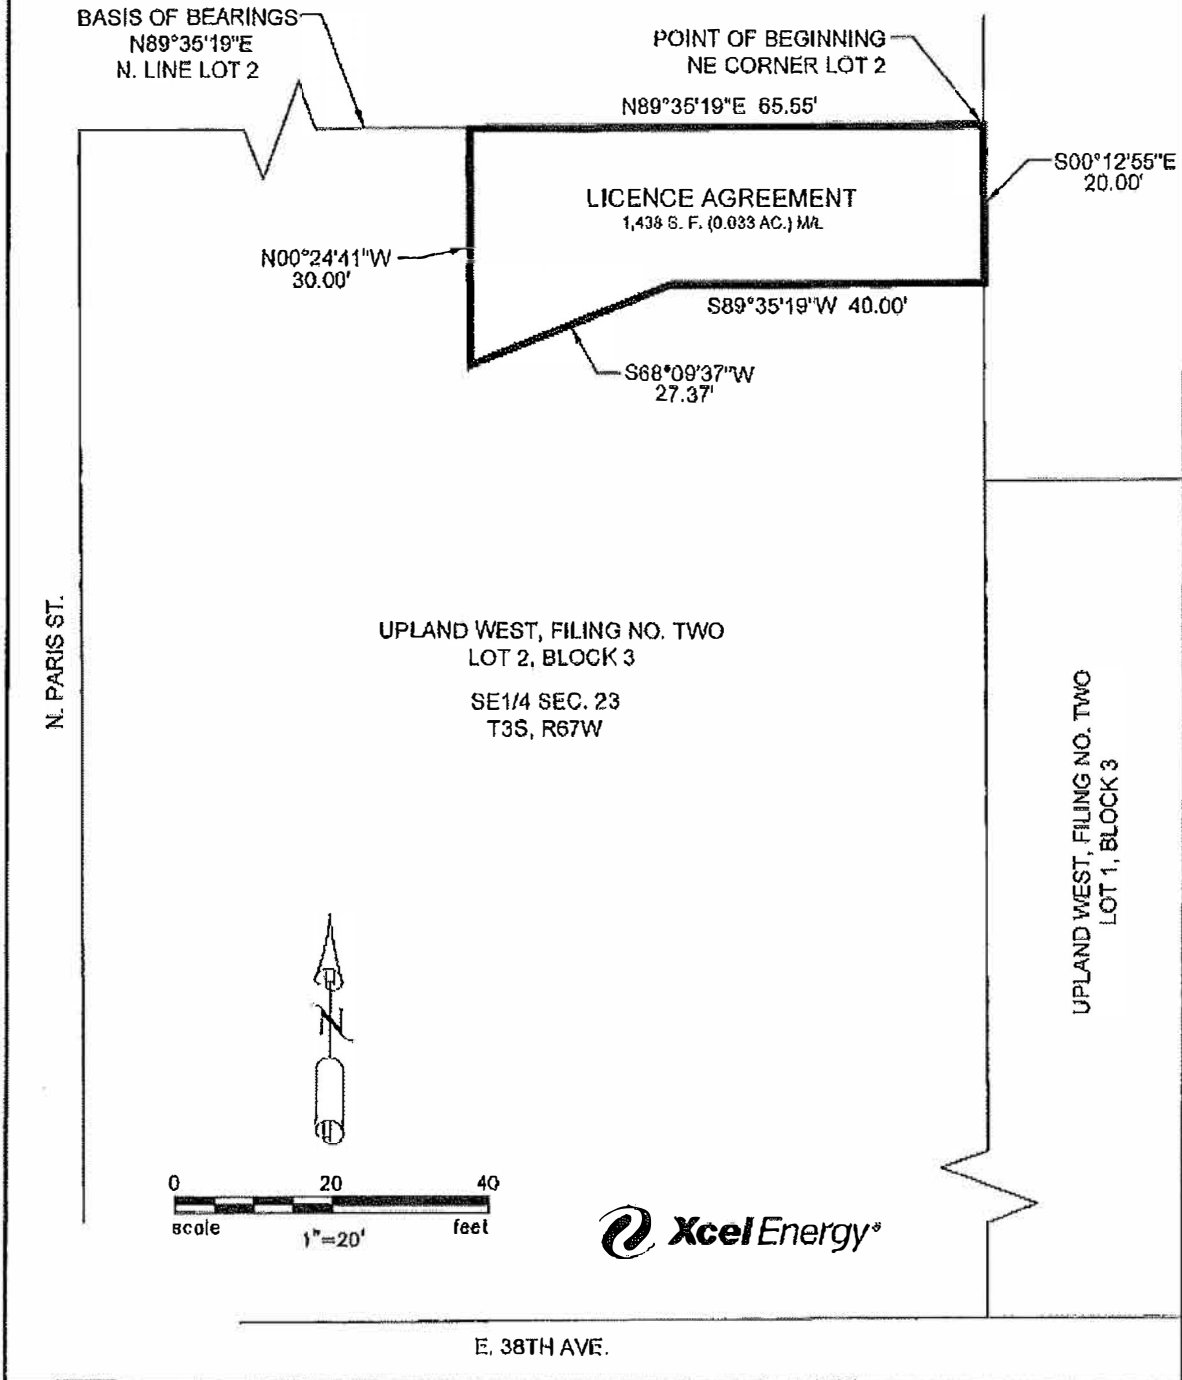 BASIS OF BEARINGS
N89°35'19"E
N. LINE LOT 2
POINT OF BEGINNING
NE CORNER LOT 2
N89°35'19"E 65.55'
S00°12'55"E
20.00'
LICENCE AGREEMENT
1,438 S. F. (0.033 AC.) M/L
N00°24'41"W
30.00'
S89°35'19"W 40.00'
S68°09'37"W
27.37'
N. PARIS ST.
UPLAND WEST, FILING NO. TWO
LOT 2, BLOCK 3
SE1/4 SEC. 23
T3S, R67W
UPLAND WEST, FILING NO. TWO
LOT 1, BLOCK 3
N
0 20 40
scale feet
1"=20'
Xcel Energy®
E. 38TH AVE.